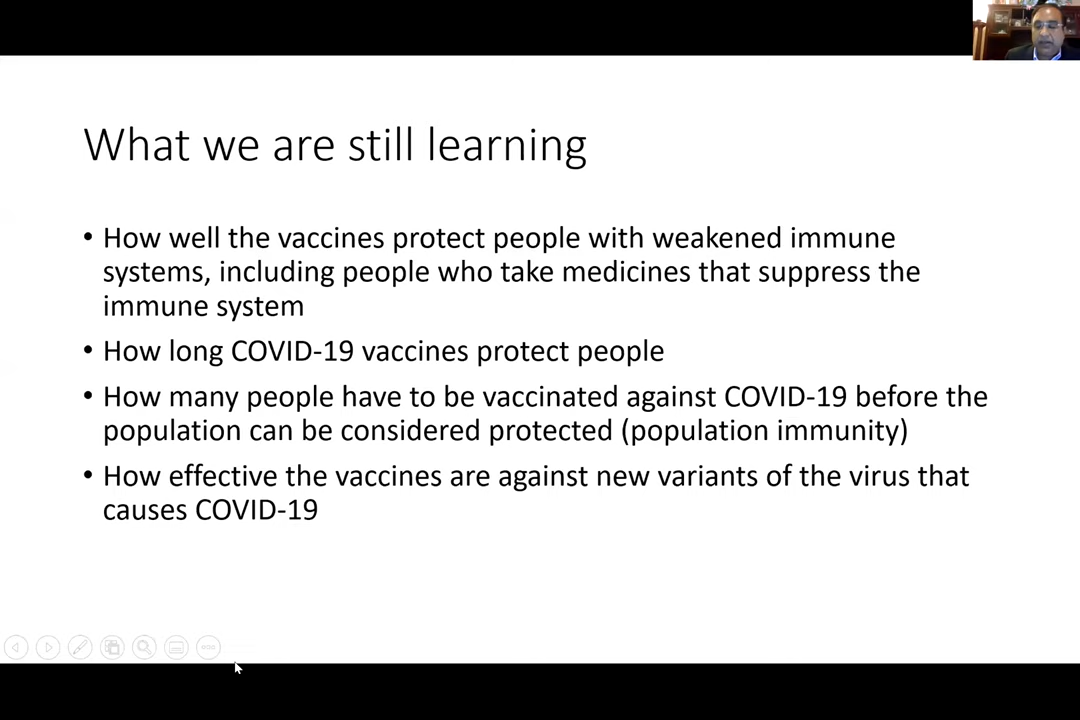 What we are still learning
• How well the vaccines protect people with weakened immune
systems, including people who take medicines that suppress the
immune system
• How long COVID-19 vaccines protect people
• How many people have to be vaccinated against COVID-19 before the
population can be considered protected (population immunity)
• How effective the vaccines are against new variants of the virus that
causes COVID-19